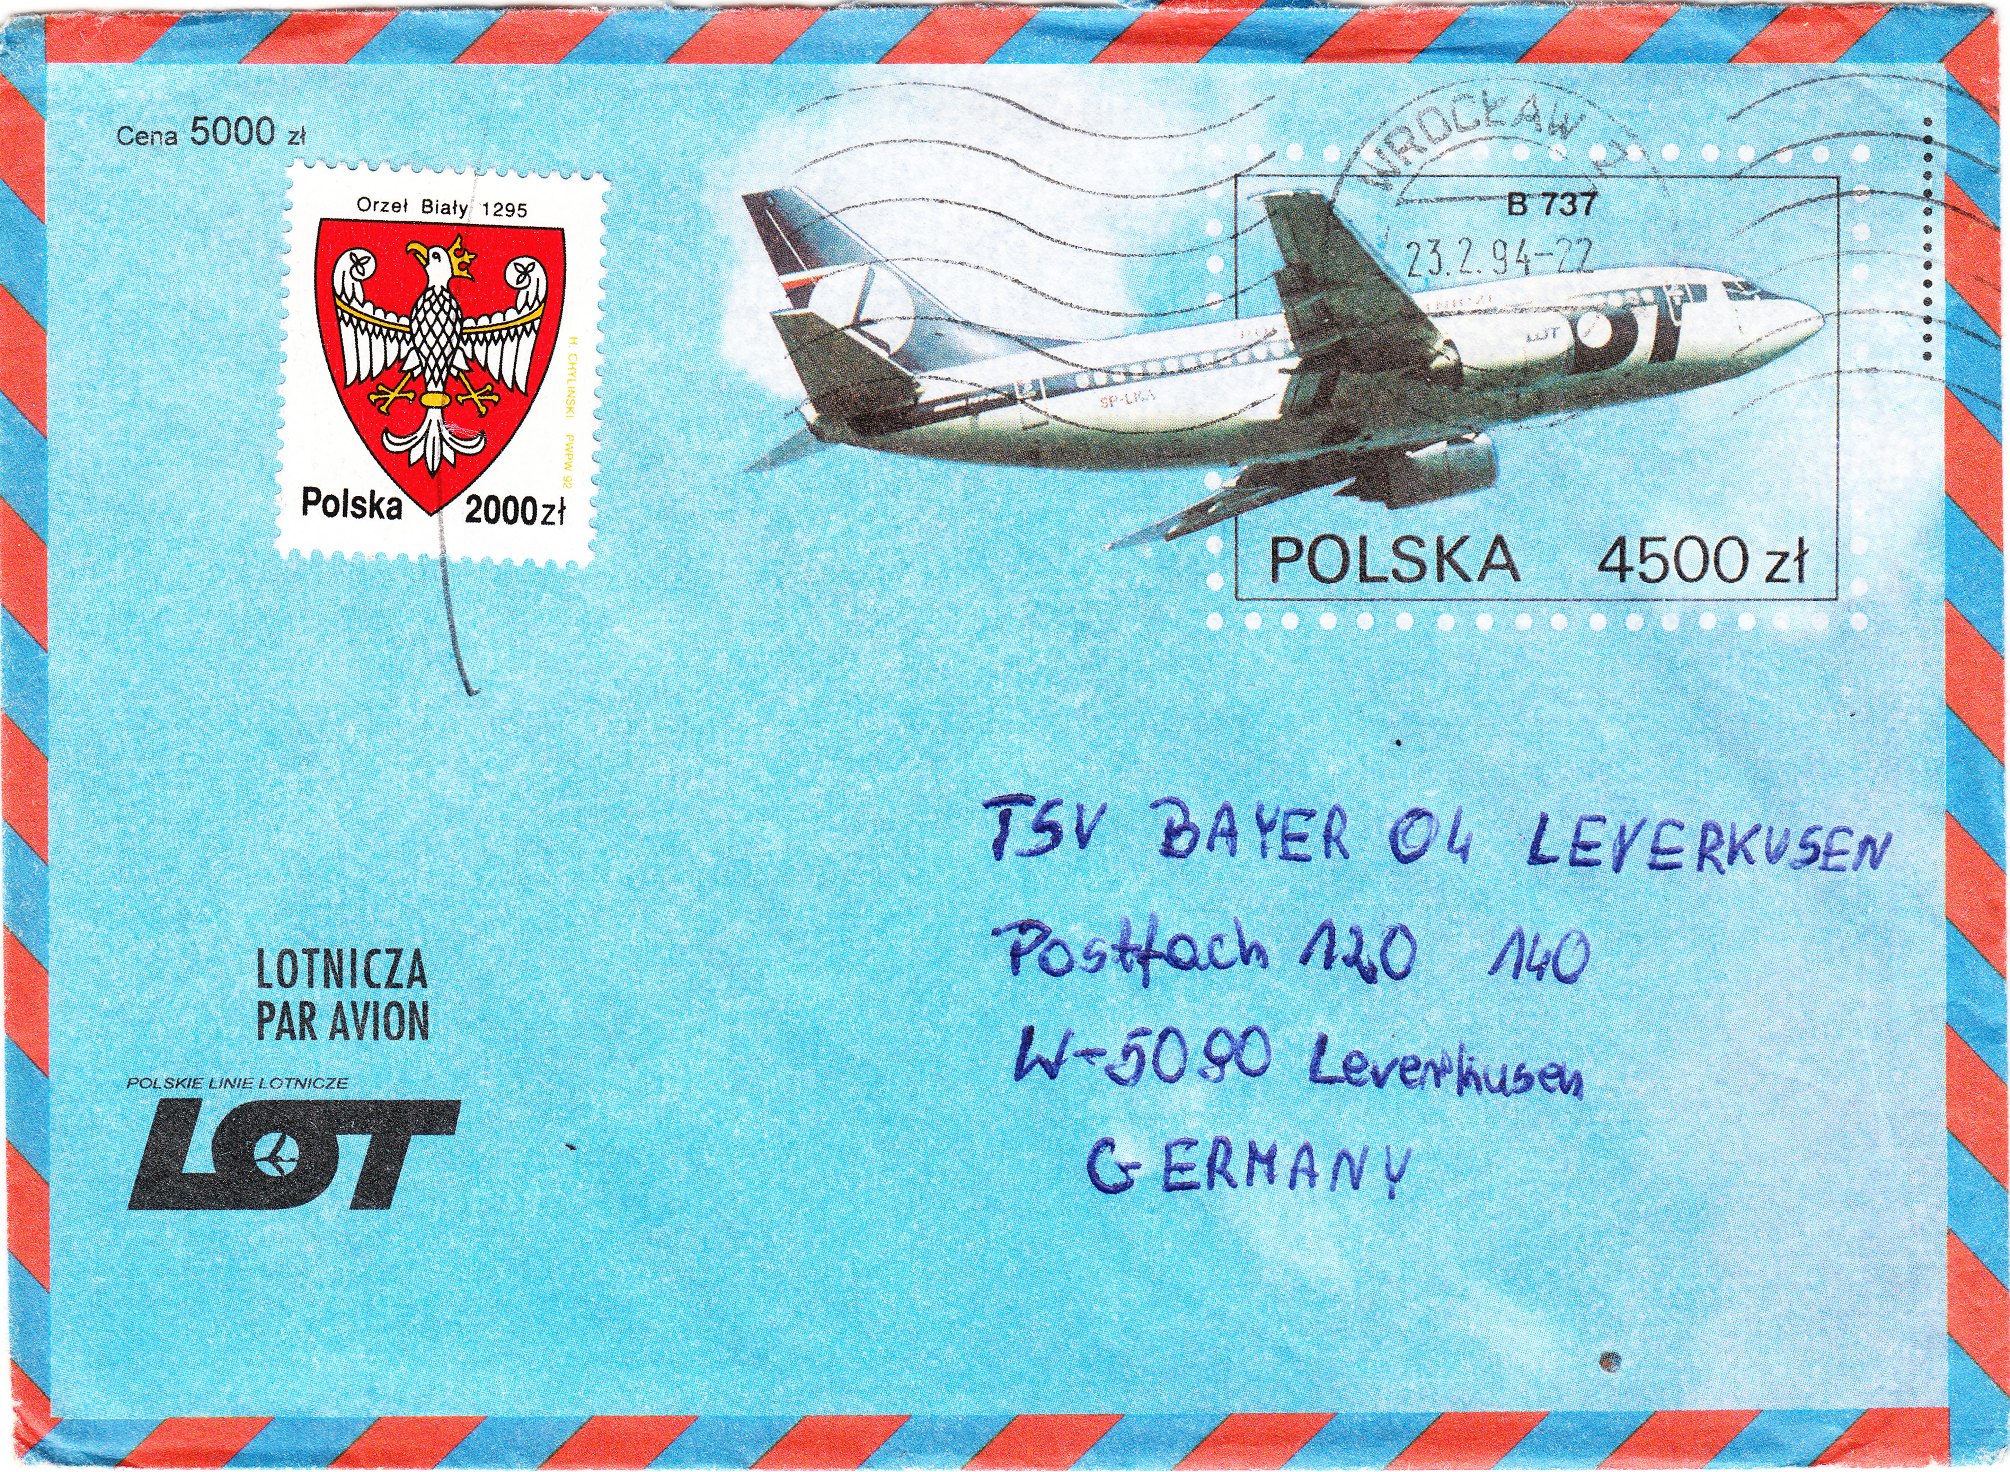 Cena 5000 zł
Orzeł Biały 1295
H. CHYLIŃSKI PWPW 92
Polska 2000zł
WROCŁAW 2
23.2.94-22
B 737
LOT
SP-LKA
POLSKA 4500 zł
TSV BAYER 04 LEVERKUSEN
Postfach 120 140
W-5090 Leverkusen
GERMANY
LOTNICZA
PAR AVION
POLSKIE LINIE LOTNICZE
LOT